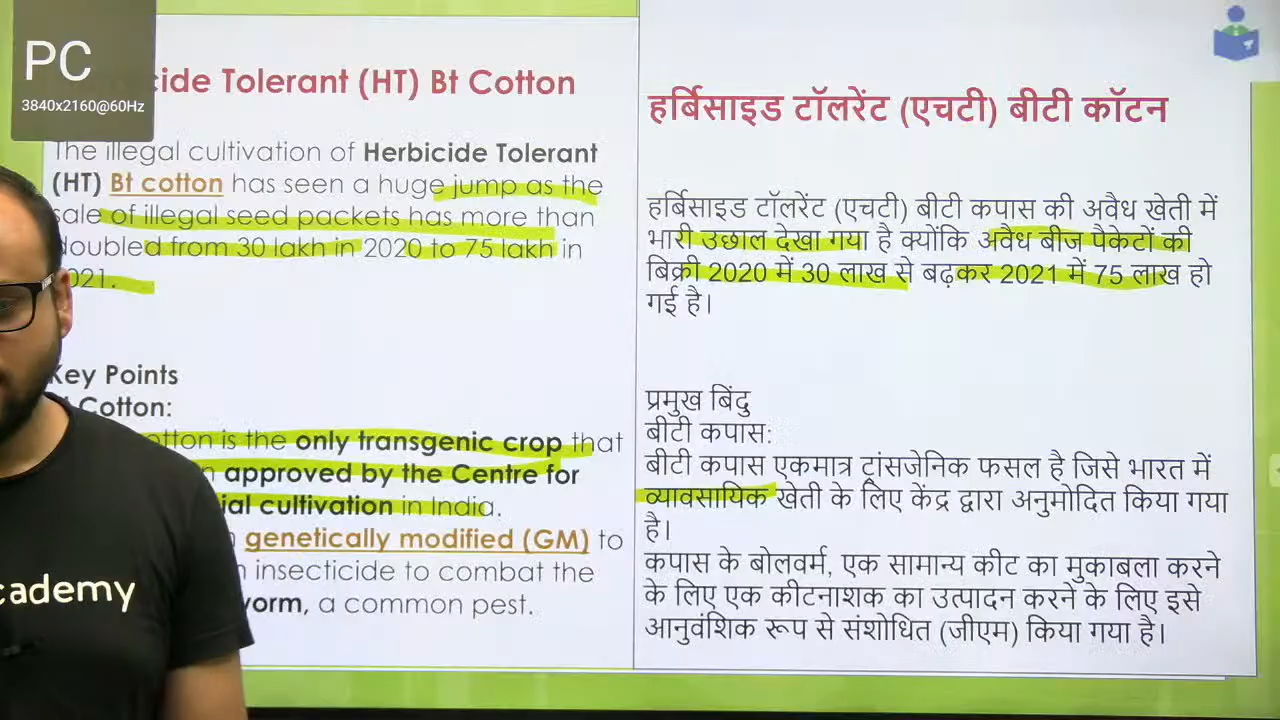 PC
3840x2160@60Hz
cide Tolerant (HT) Bt Cotton
The illegal cultivation of Herbicide Tolerant
(HT) Bt cotton has seen a huge jump as the
sale of illegal seed packets has more than
doubled from 30 lakh in 2020 to 75 lakh in
2021.
Key Points
Cotton:
otton is the only transgenic crop that
approved by the Centre for
ial cultivation in India.
genetically modified (GM) to
insecticide to combat the
vorm, a common pest.
हर्बिसाइड टॉलरेंट (एचटी) बीटी कॉटन
हर्बिसाइड टॉलरेंट (एचटी) बीटी कपास की अवैध खेती में
भारी उछाल देखा गया है क्योंकि अवैध बीज पैकेटों की
बिक्री 2020 में 30 लाख से बढ़कर 2021 में 75 लाख हो
गई है।
प्रमुख बिंदु
बीटी कपास:
बीटी कपास एकमात्र ट्रांसजेनिक फसल है जिसे भारत में
व्यावसायिक खेती के लिए केंद्र द्वारा अनुमोदित किया गया
है।
कपास के बोलवर्म, एक सामान्य कीट का मुकाबला करने
के लिए एक कीटनाशक का उत्पादन करने के लिए इसे
आनुवंशिक रूप से संशोधित (जीएम) किया गया है।
cademy